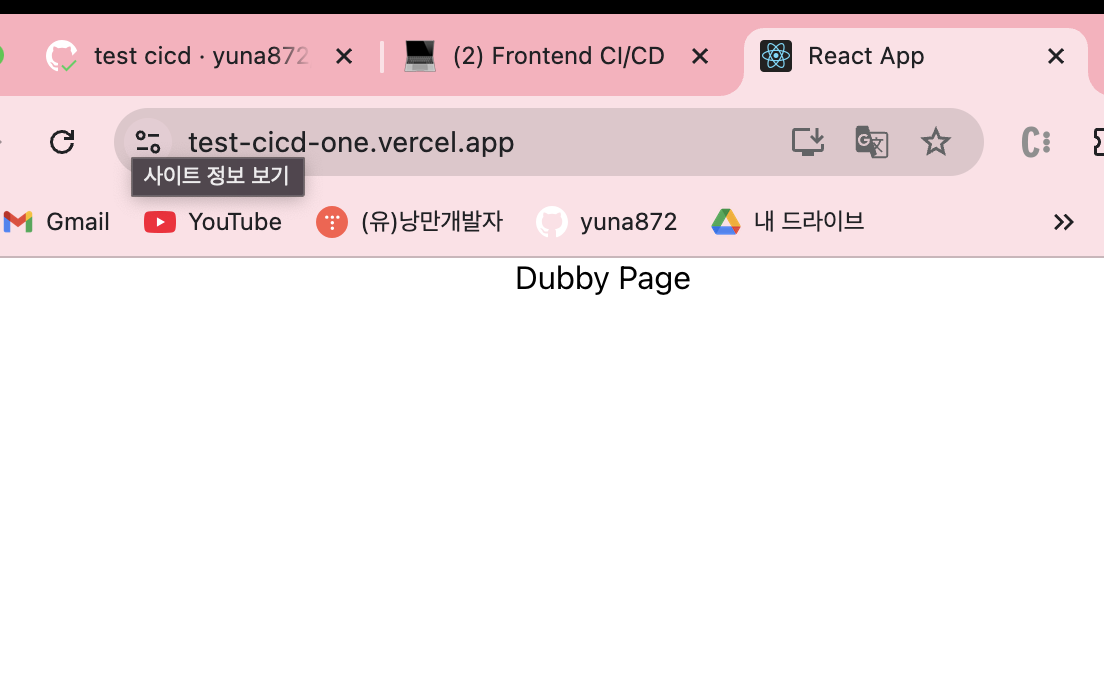 test cicd · yuna872 (2) Frontend CI/CD React App
test-cicd-one.vercel.app
사이트 정보 보기
Gmail YouTube (유)낭만개발자 yuna872 내 드라이브
Dubby Page